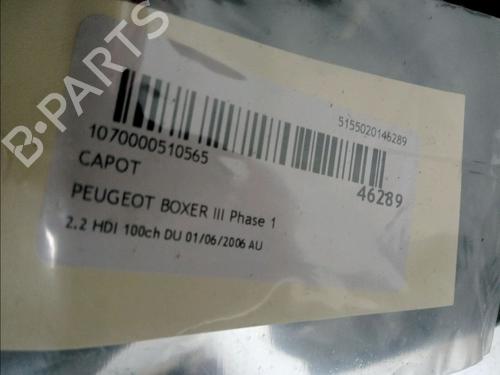 B-PARTS
5155020146289
1070000510565
46289
CAPOT
PEUGEOT BOXER III Phase 1
2.2 HDI 100ch DU 01/06/2006 AU